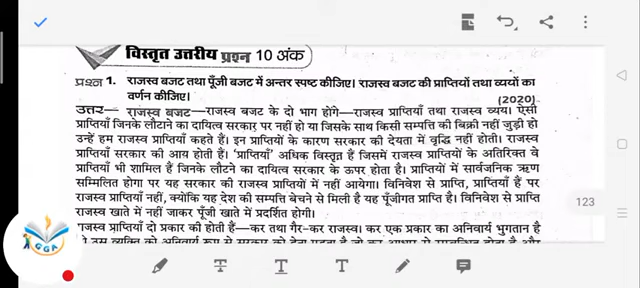 विस्तृत उत्तरीय प्रश्न 10 अंक
प्रश्न 1. राजस्व बजट तथा पूँजी बजट में अन्तर स्पष्ट कीजिए। राजस्व बजट की प्राप्तियों तथा व्ययों का
वर्णन कीजिए।
(2020)
उत्तर— राजस्व बजट—राजस्व बजट के दो भाग होंगे—राजस्व प्राप्तियाँ तथा राजस्व व्यय। ऐसी
प्राप्तियाँ जिनके लौटाने का दायित्व सरकार पर नहीं हो या जिसके साथ किसी सम्पत्ति की बिक्री नहीं जुड़ी हो
उन्हें हम राजस्व प्राप्तियाँ कहते हैं। इन प्राप्तियों के कारण सरकार की देयता में वृद्धि नहीं होती। राजस्व
प्राप्तियाँ सरकार की आय होती हैं। 'प्राप्तियाँ' अधिक विस्तृत हैं जिसमें राजस्व प्राप्तियों के अतिरिक्त वे
प्राप्तियाँ भी शामिल हैं जिनके लौटाने का दायित्व सरकार के ऊपर होता है। प्राप्तियों में सार्वजनिक ऋण
सम्मिलित होगा पर यह सरकार की राजस्व प्राप्तियों में नहीं आयेगा। विनिवेश से प्राप्ति, प्राप्तियाँ हैं पर
राजस्व प्राप्तियाँ नहीं, क्योंकि यह देश की सम्पत्ति बेचने से मिली है यह पूँजीगत प्राप्ति है। विनिवेश से प्राप्ति
राजस्व खाते में नहीं जाकर पूँजी खाते में प्रदर्शित होगी।
123
राजस्व प्राप्तियाँ दो प्रकार की होती हैं—कर तथा गैर-कर राजस्व। कर एक प्रकार का अनिवार्य भुगतान है
CGA